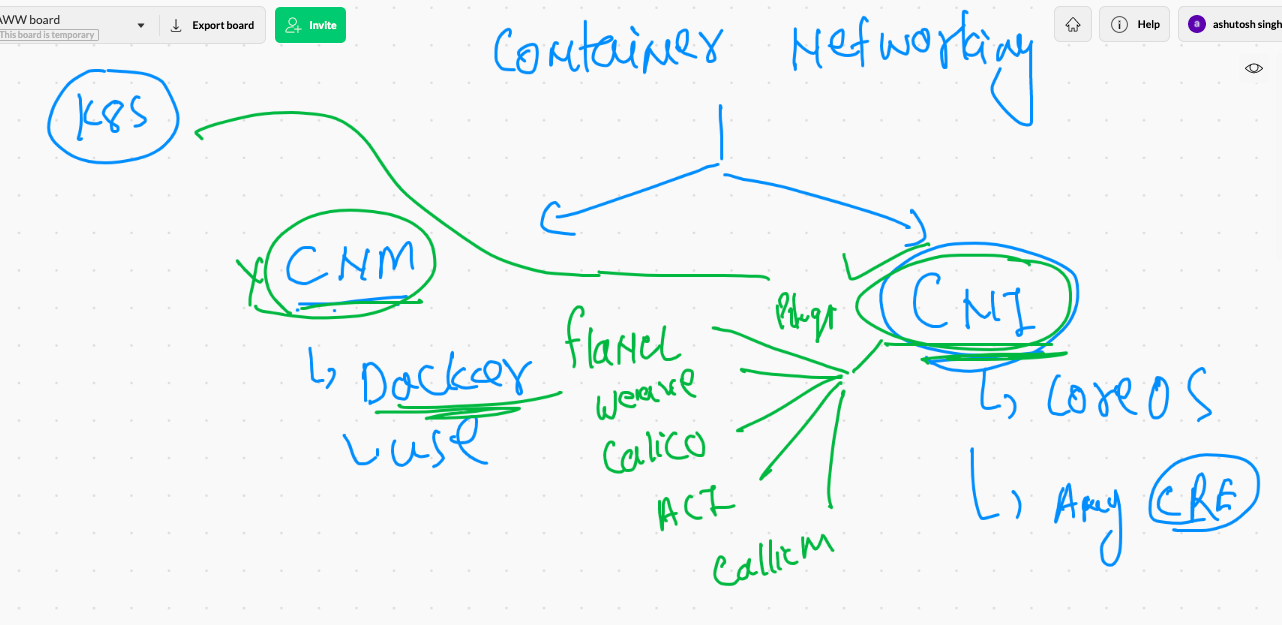 AWW board
This board is temporary
Export board
Invite
Help
a
ashutosh singh
Container Networking
K8S
CNM
CNI
Docker
use
flanel
weave
Calico
ACI
Callium
CoreOS
Any CRE